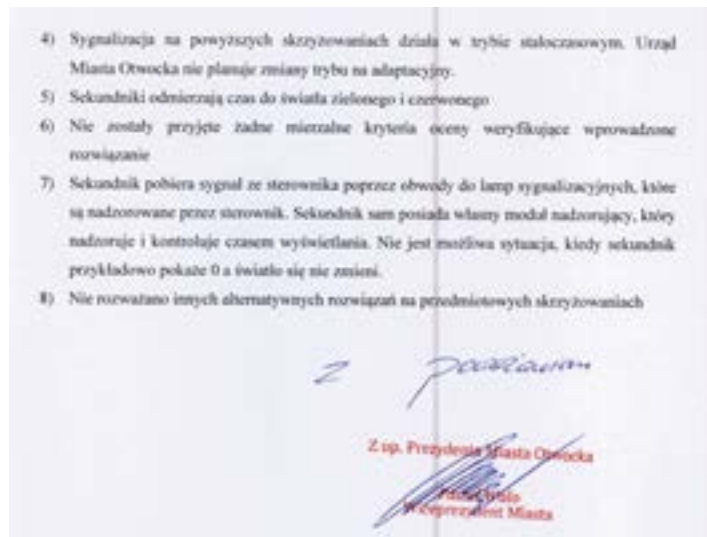 4) Sygnalizacja na powyższych skrzyżowaniach działa w trybie stałoczasowym. Urząd
Miasta Otwocka nie planuje zmiany trybu na adaptacyjny.
5) Sekundniki odmierzają czas do światła zielonego i czerwonego
6) Nie zostały przyjęte żadne mierzalne kryteria oceny weryfikujące wprowadzone
rozwiązanie
7) Sekundnik pobiera sygnał ze sterownika poprzez obwody do lamp sygnalizacyjnych, które
są nadzorowane przez sterownik. Sekundnik sam posiada własny moduł nadzorujący, który
nadzoruje i kontroluje czasem wyświetlania. Nie jest możliwa sytuacja, kiedy sekundnik
przykładowo pokaże 0 a światło się nie zmieni.
8) Nie rozważano innych alternatywnych rozwiązań na przedmiotowych skrzyżowaniach
Z
Z up. Prezydenta Miasta Otwocka
Wiceprezydent Miasta